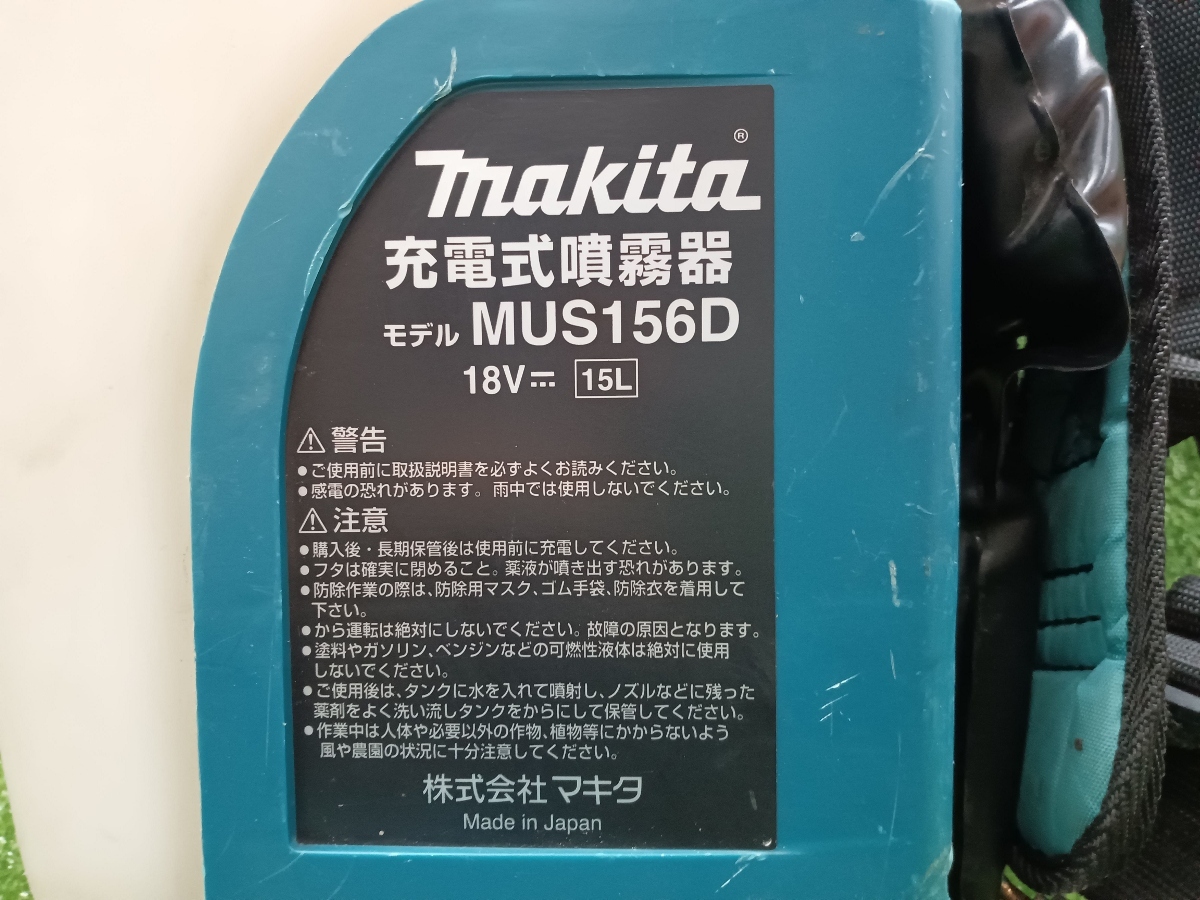 makita®
充電式噴霧器
モデル MUS156D
18V⎓ 15L
⚠警告
●ご使用前に取扱説明書を必ずよくお読みください。
●感電の恐れがあります。雨中では使用しないでください。
⚠注意
●購入後・長期保管後は使用前に充電してください。
●フタは確実に閉めること。薬液が噴き出す恐れがあります。
●防除作業の際は、防除用マスク、ゴム手袋、防除衣を着用して
下さい。
●から運転は絶対にしないでください。故障の原因となります。
●塗料やガソリン、ベンジンなどの可燃性液体は絶対に使用
しないでください。
●ご使用後は、タンクに水を入れて噴射し、ノズルなどに残った
薬剤をよく洗い流しタンクをからにして保管してください。
●作業中は人体や必要以外の作物、植物等にかからないよう
風や農園の状況に十分注意してください。
株式会社マキタ
Made in Japan